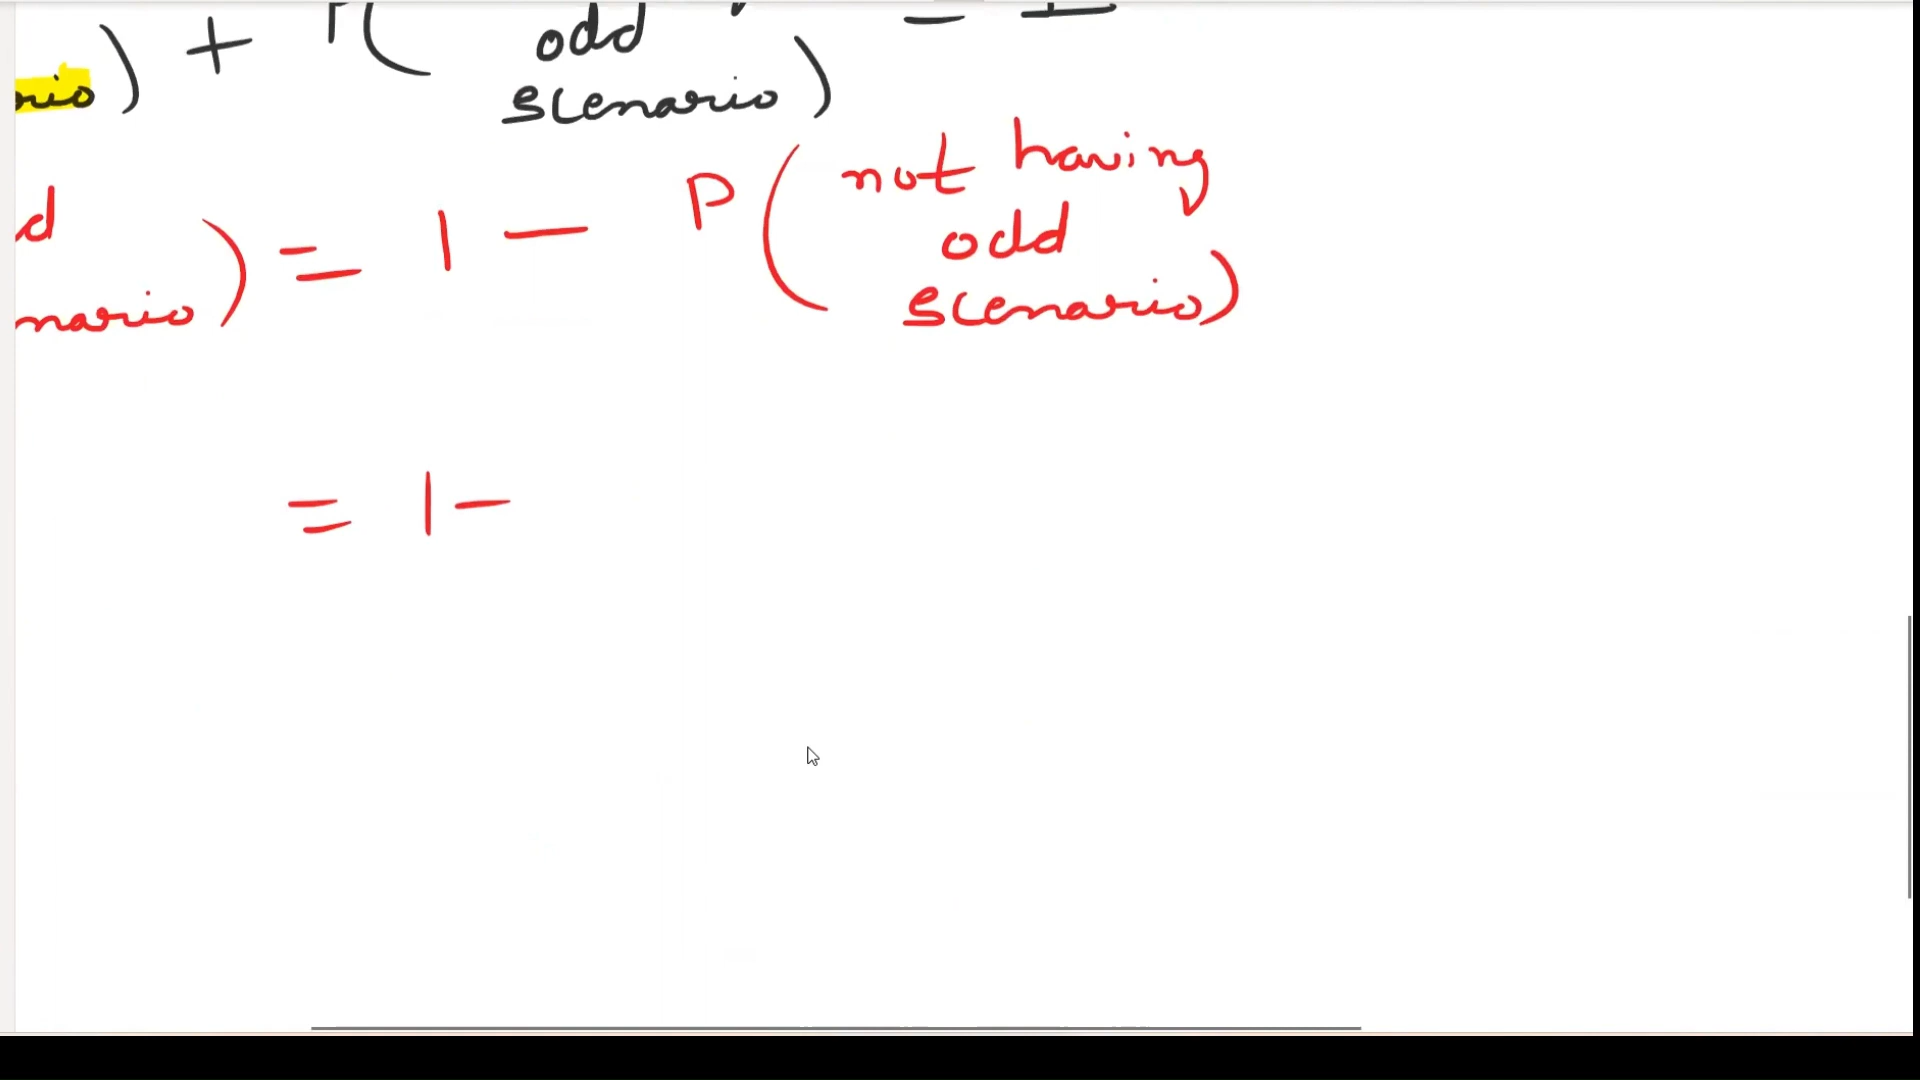 rio) + P( odd = 1
scenario)
d nario) = 1 - P( not having
odd
scenario)
= 1 -